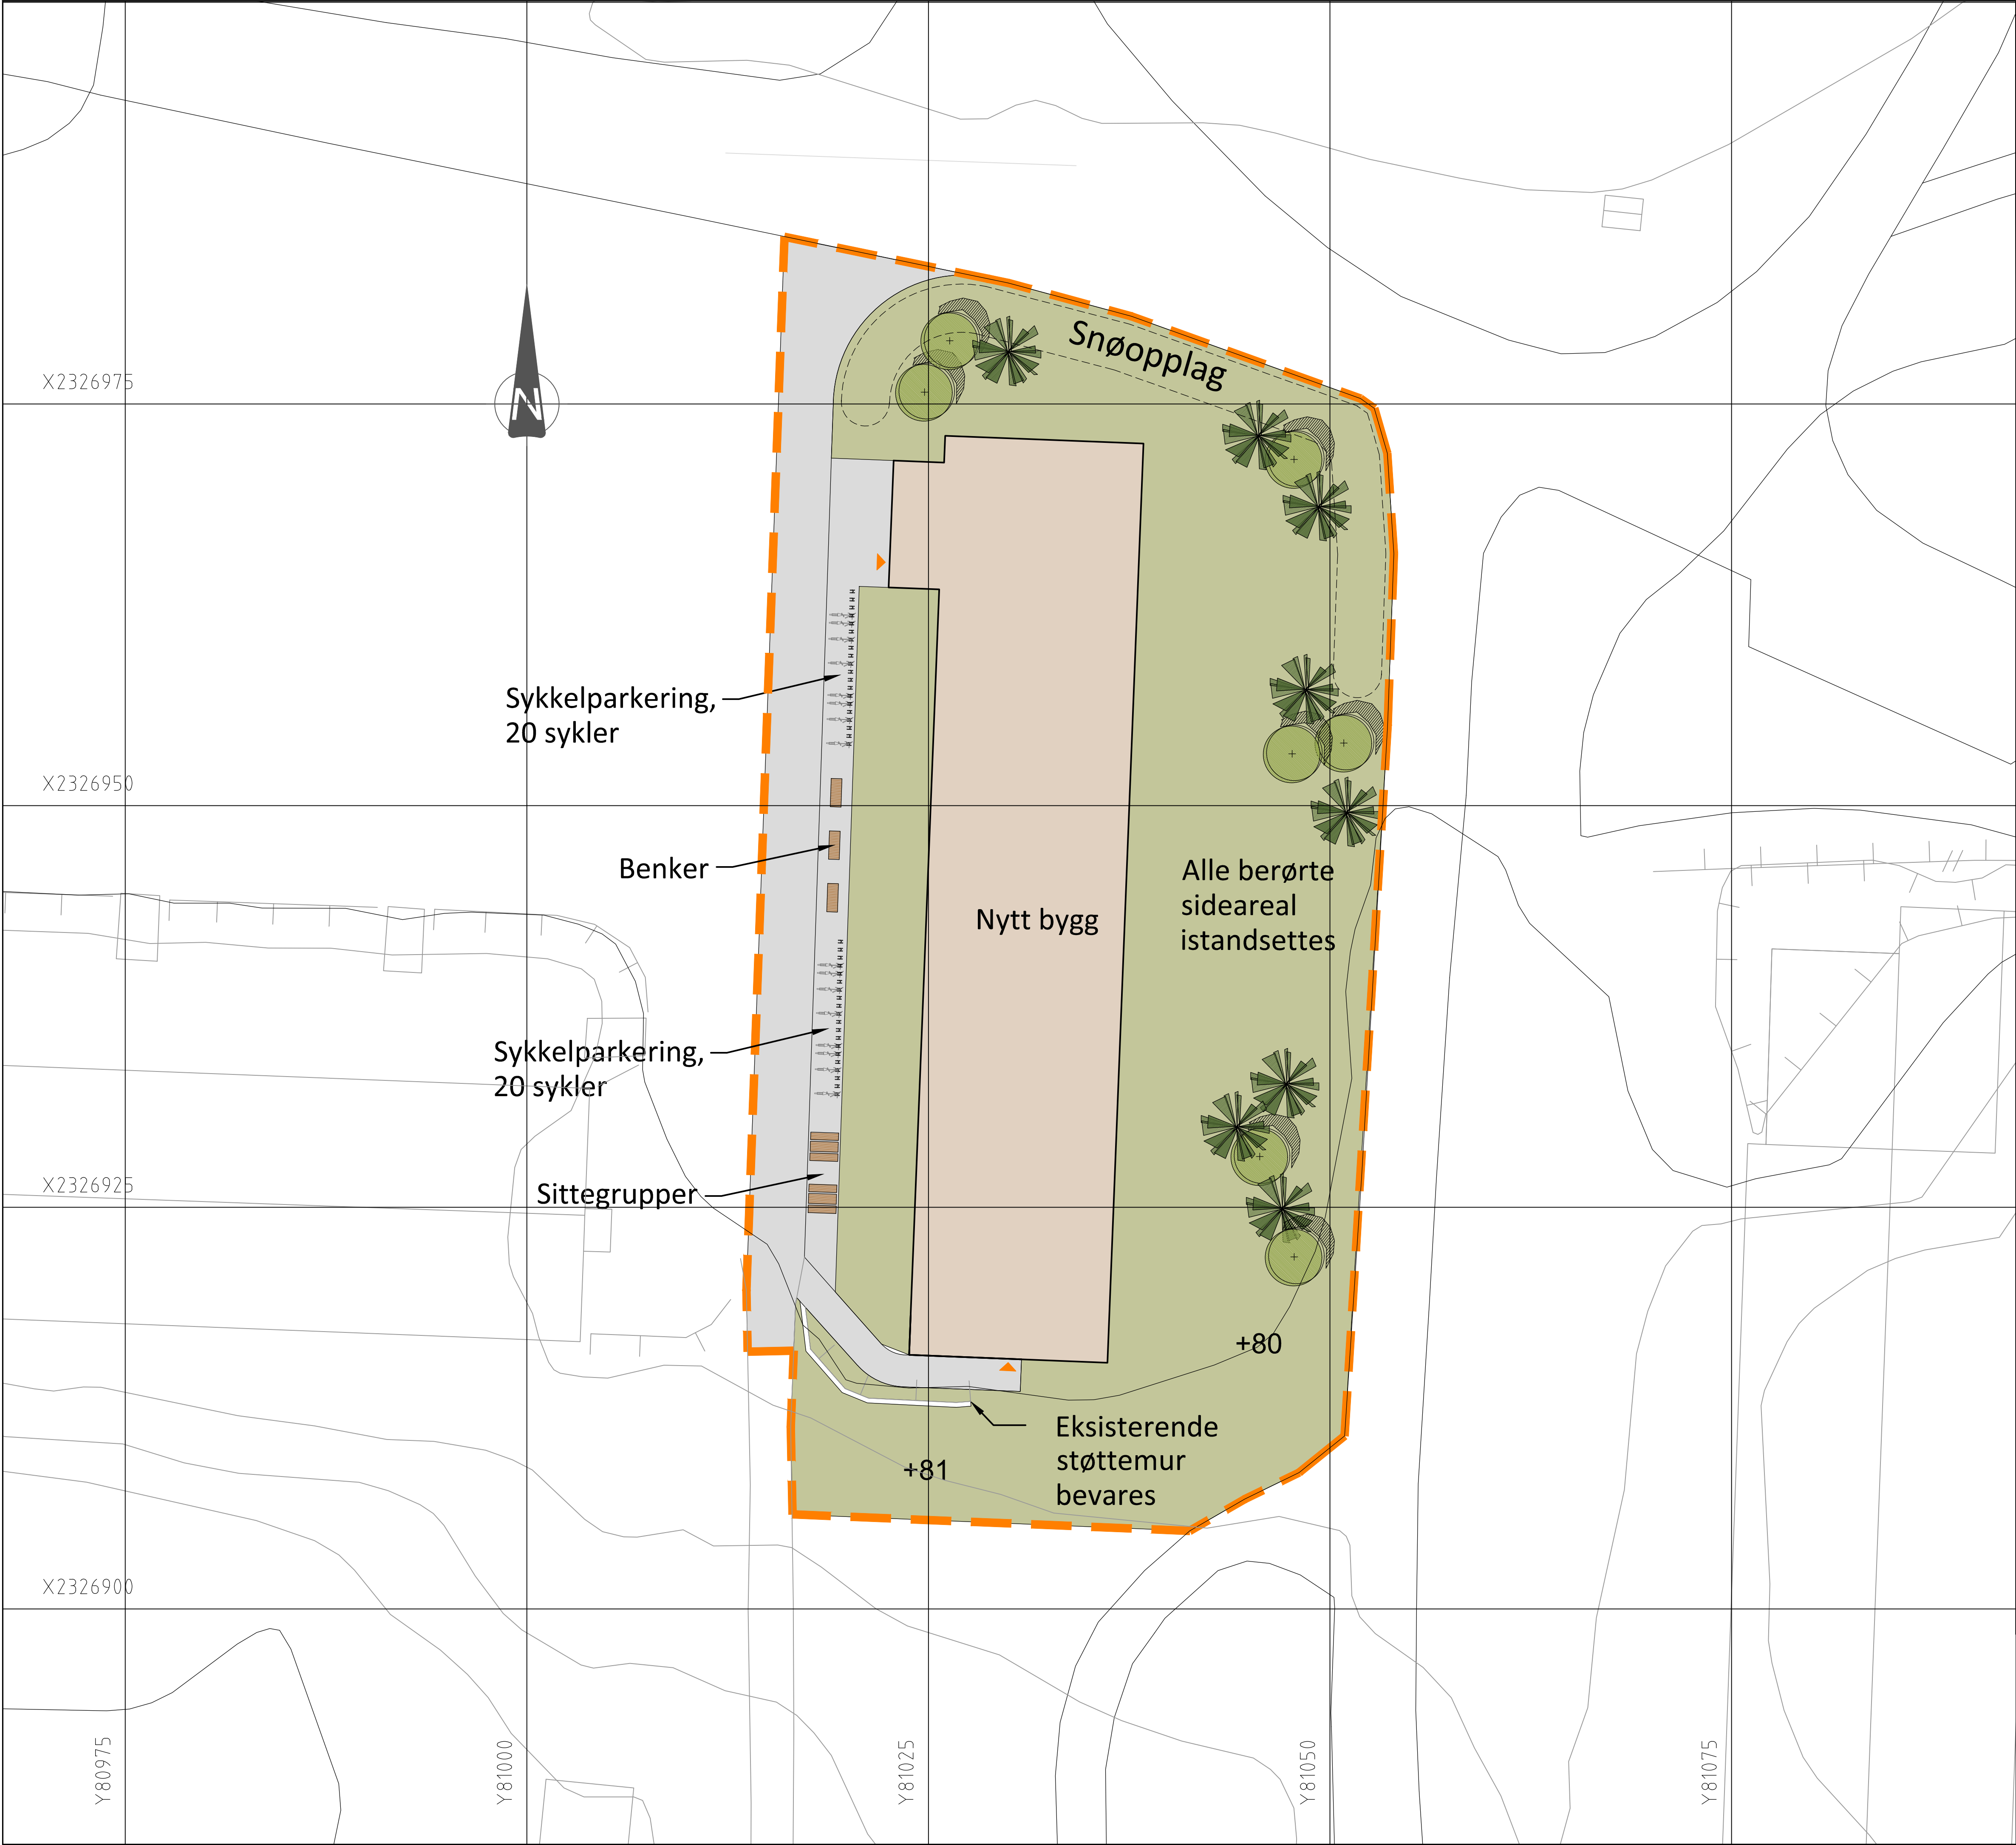 Snøopplag
X2326975
N
Sykkelparkering,
20 sykler
X2326950
Benker
Alle berørte
sideareal
istandsettes
Nytt bygg
Sykkelparkering,
20 sykler
X2326925
Sittegrupper
+80
Eksisterende
støttemur
bevares
+81
X2326900
Y80975
Y81000
Y81025
Y81050
Y81075